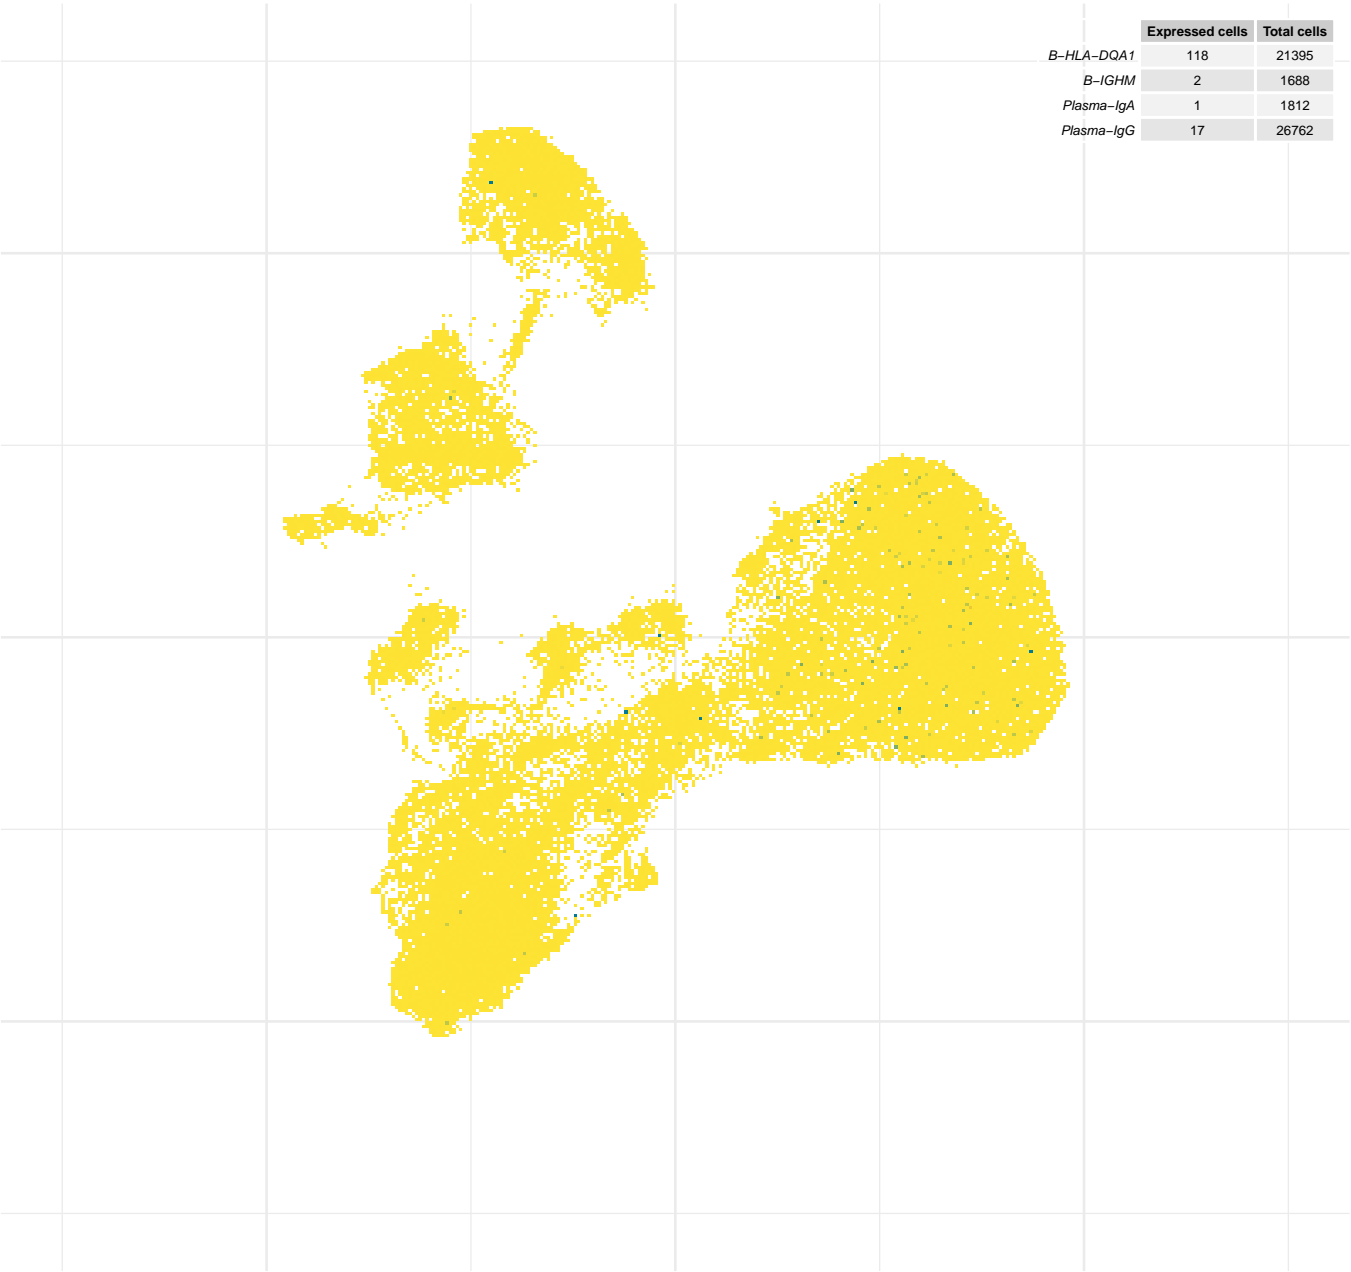 Expressed cells Total cells
B−HLA−DQA1 118 21395
B−IGHM 2 1688
Plasma−IgA 1 1812
Plasma−IgG 17 26762